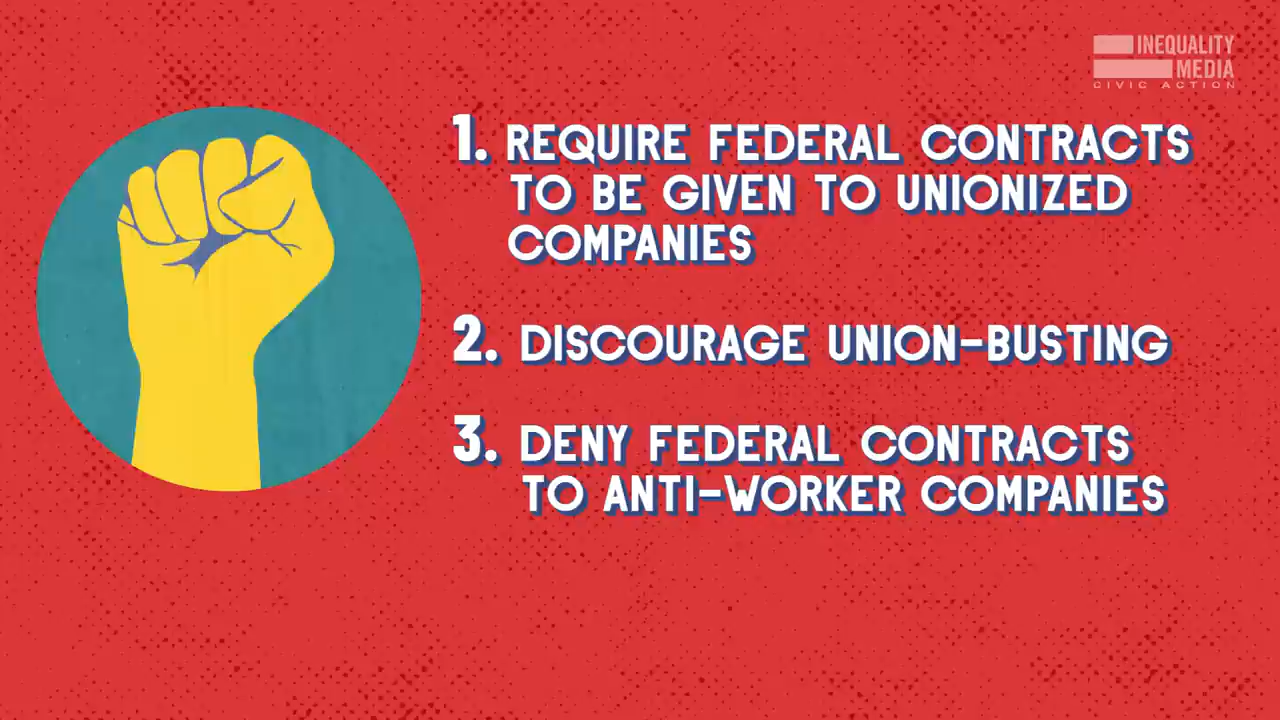 INEQUALITY
MEDIA
CIVIC ACTION
1. REQUIRE FEDERAL CONTRACTS
TO BE GIVEN TO UNIONIZED
COMPANIES
2. DISCOURAGE UNION-BUSTING
3. DENY FEDERAL CONTRACTS
TO ANTI-WORKER COMPANIES